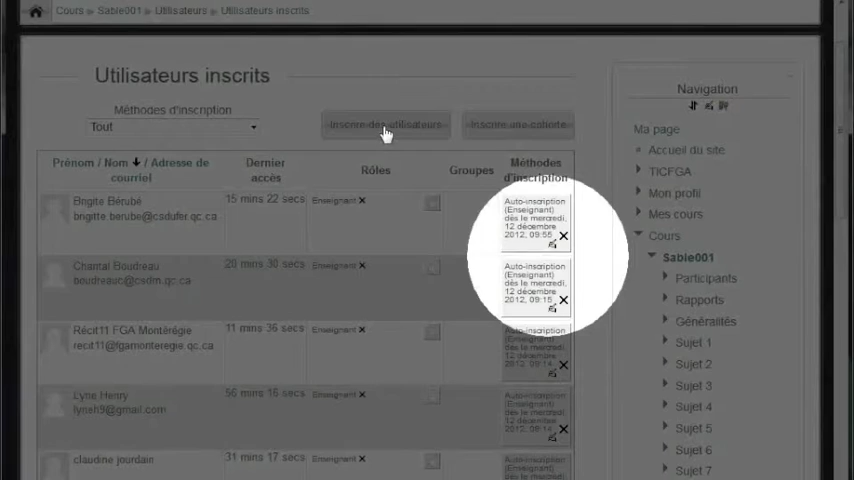 Cours ► Sable001 ► Utilisateurs ► Utilisateurs inscrits
Utilisateurs inscrits
Méthodes d'inscription
Tout
Inscrire des utilisateurs
Inscrire une cohorte
Prénom / Nom ↓ / Adresse de courriel
Dernier accès
Rôles
Groupes
Méthodes d'inscription
Brigite Bérubé
brigitte.berube@csdufer.qc.ca
15 mins 22 secs
Enseignant X
Auto-inscription
(Enseignant)
dès le mercredi,
12 décembre
2012, 09:55
Chantal Boudreau
boudreauc@csdm.qc.ca
20 mins 30 secs
Enseignant X
Auto-inscription
(Enseignant)
dès le mercredi,
12 décembre
2012, 09:15
Récit11 FGA Montérégie
recit11@fgamonteregie.qc.ca
11 mins 36 secs
Enseignant X
Auto-inscription
(Enseignant)
dès le mercredi,
12 décembre
2012, 09:14
Lyne Henry
lyneh9@gmail.com
56 mins 16 secs
Enseignant X
Auto-inscription
(Enseignant)
dès le mercredi,
12 décembre
2012, 09:14
claudine jourdain
31 mins 17 secs
Enseignant X
Auto-inscription
(Enseignant)
Navigation
Ma page
Accueil du site
TICFGA
Mon profil
Mes cours
Cours
Sable001
Participants
Rapports
Généralités
Sujet 1
Sujet 2
Sujet 3
Sujet 4
Sujet 5
Sujet 6
Sujet 7